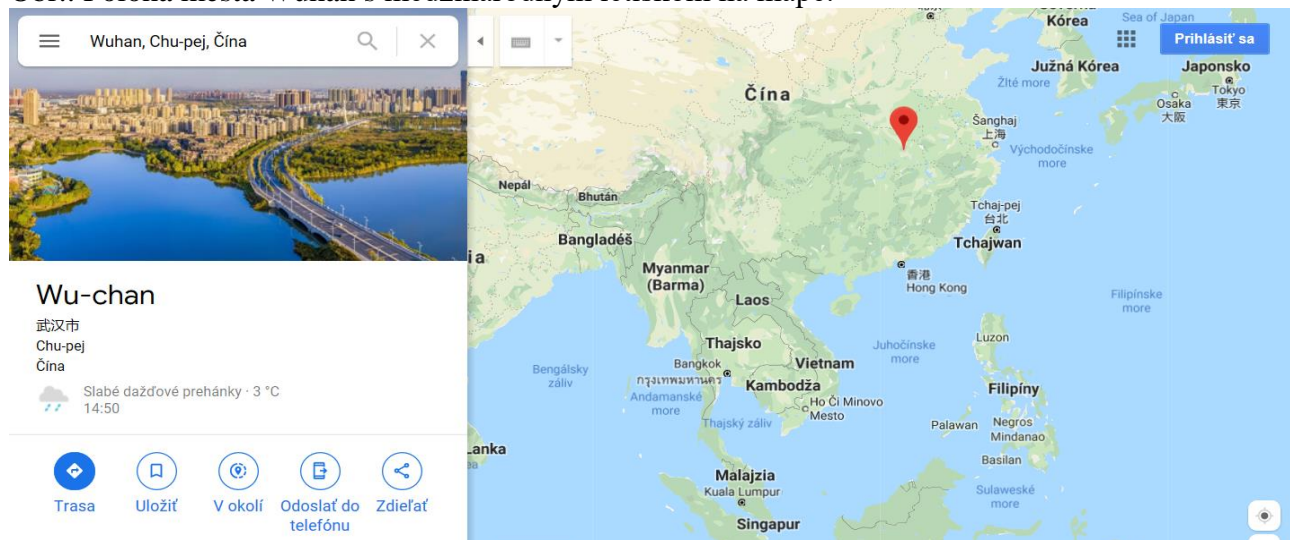 Wuhan, Chu-pej, Čína
Wu-chan
武汉市
Chu-pej
Čína
Slabé dažďové prehánky · 3 °C
14:50
Trasa
Uložiť
V okolí
Odoslať do
telefónu
Zdieľať
Prihlásiť sa
Kórea
Sea of Japan
Južná Kórea
Japonsko
Žlté more
Tokyo
東京
Osaka
大阪
Čína
Šanghaj
上海
Východočínske
more
Nepál
Bhután
Tchaj-pej
台北
Tchajwan
Bangladéš
Myanmar
(Barma)
香港
Hong Kong
Laos
Filipínske
more
Thajsko
Juhočínske
more
Luzon
Bengálsky
záliv
Bangkok
กรุงเทพมหานคร
Vietnam
Kambodža
Filipíny
Andamanské
more
Ho Či Minovo
Mesto
Thajský záliv
Palawan
Negros
Mindanao
Basilan
anka
Malajzia
Kuala Lumpur
Sulaweské
more
Singapur